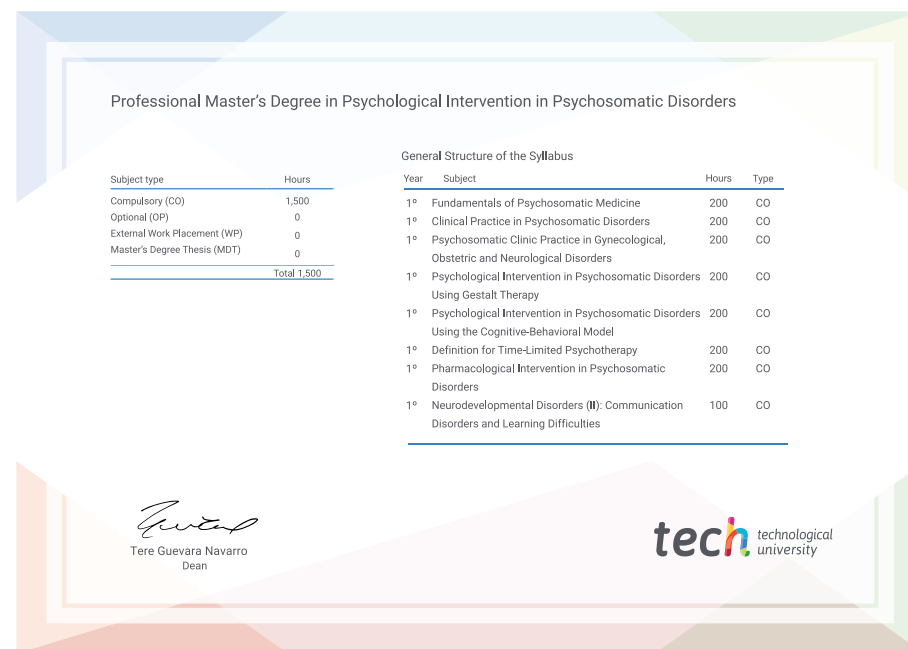 Professional Master's Degree in Psychological Intervention in Psychosomatic Disorders
Subject type Hours
Compulsory (CO) 1,500
Optional (OP) 0
External Work Placement (WP) 0
Master's Degree Thesis (MDT) 0
Total 1,500
General Structure of the Syllabus
Year Subject Hours Type
1º Fundamentals of Psychosomatic Medicine 200 CO
1º Clinical Practice in Psychosomatic Disorders 200 CO
1º Psychosomatic Clinic Practice in Gynecological, 200 CO
Obstetric and Neurological Disorders
1º Psychological Intervention in Psychosomatic Disorders 200 CO
Using Gestalt Therapy
1º Psychological Intervention in Psychosomatic Disorders 200 CO
Using the Cognitive-Behavioral Model
1º Definition for Time-Limited Psychotherapy 200 CO
1º Pharmacological Intervention in Psychosomatic 200 CO
Disorders
1º Neurodevelopmental Disorders (II): Communication 100 CO
Disorders and Learning Difficulties
Tere Guevara Navarro
Dean
tech technological
university